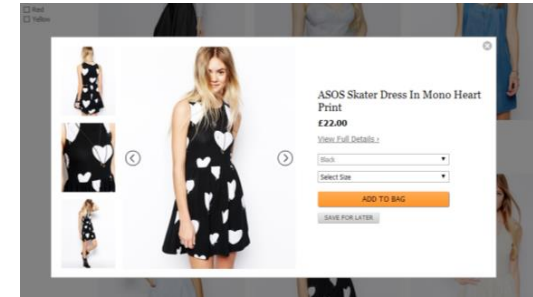 Red
Yellow
ASOS Skater Dress In Mono Heart
Print
£22.00
View Full Details ›
Black
Select Size
ADD TO BAG
SAVE FOR LATER